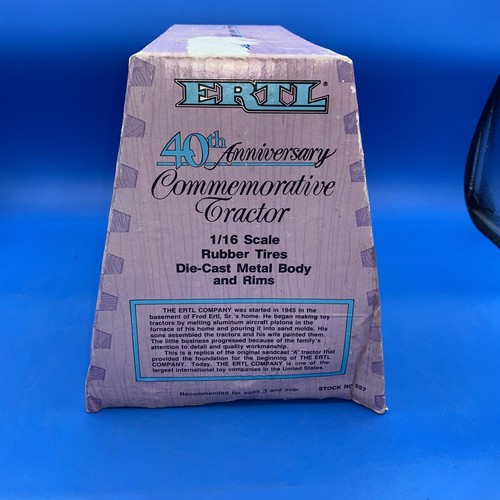 ERTL®
40th Anniversary
Commemorative
Tractor
1/16 Scale
Rubber Tires
Die-Cast Metal Body
and Rims
THE ERTL COMPANY was started in 1945 in the
basement of Fred Ertl, Sr.'s home. He began making toy
tractors by melting aluminum aircraft pistons in the
furnace of his home and pouring it into sand molds. His
sons assembled the tractors and his wife painted them.
The little business progressed because of the family's
attention to detail and quality workmanship.
This is a replica of the original sandcast "A" tractor that
provided the foundation for the beginning of THE ERTL
COMPANY. Today, THE ERTL COMPANY is one of the
largest international toy companies in the United States.
Recommended for ages 3 and over
STOCK NO. 557